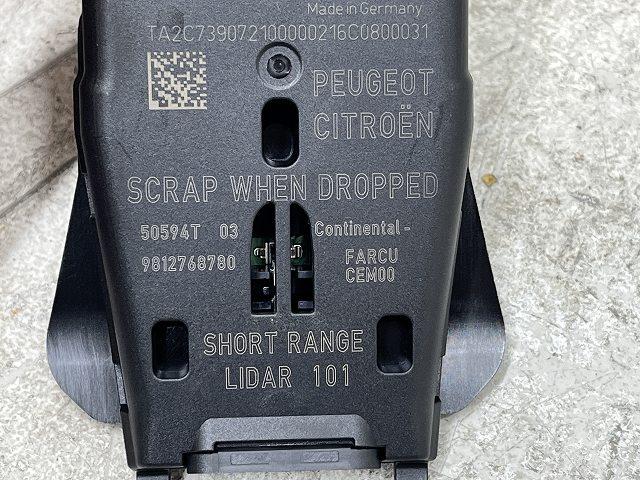 Made in Germany
TA2C739072100000216C0800031
PEUGEOT
CITROËN
SCRAP WHEN DROPPED
50594T 03
Continental-
9812768780
FARCU
CEM00
SHORT RANGE
LIDAR 101